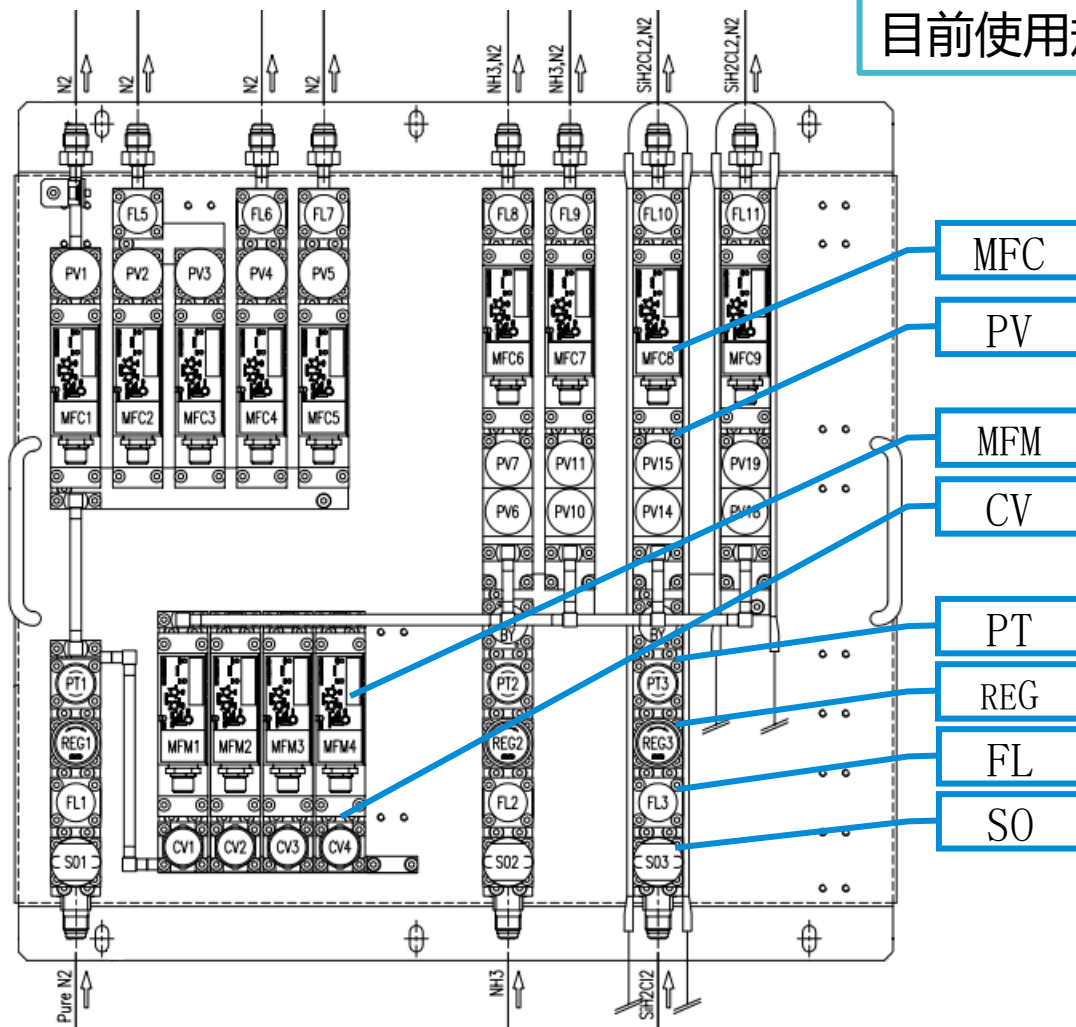 目前使用
N2 N2 N2 N2 NH3,N2 NH3,N2 SiH2CL2,N2 SiH2CL2,N2
FL5 FL6 FL7 FL8 FL9 FL10 FL11
MFC
PV1 PV2 PV3 PV4 PV5
PV
MFC6 MFC7 MFC8 MFC9
MFC1 MFC2 MFC3 MFC4 MFC5
MFM
PV7 PV11 PV15 PV19
CV
PV6 PV10 PV14 PV18
BY BY
PT
PT1 PT2 PT3
REG
REG1 MFM1 MFM2 MFM3 MFM4 REG2 REG3
FL
FL1 FL2 FL3
SO
CV1 CV2 CV3 CV4
SO1 SO2 SO3
Pure N2 NH3 SiH2Cl2